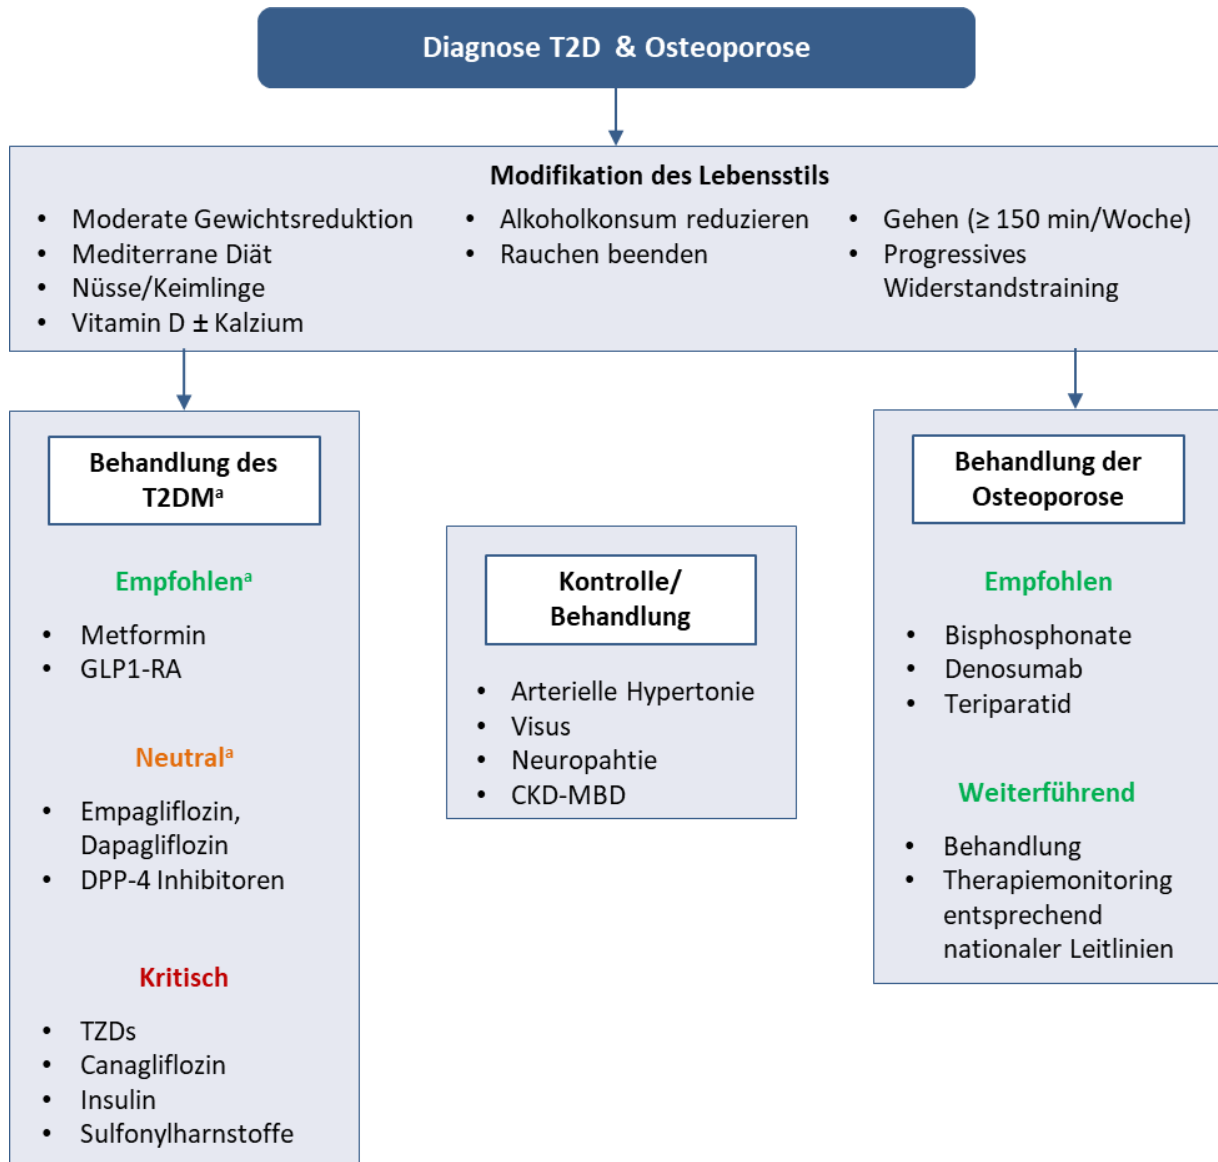 Diagnose T2D & Osteoporose
Modifikation des Lebensstils
• Moderate Gewichtsreduktion
• Mediterrane Diät
• Nüsse/Keimlinge
• Vitamin D ± Kalzium
• Alkoholkonsum reduzieren
• Rauchen beenden
• Gehen (≥ 150 min/Woche)
• Progressives
Widerstandstraining
Behandlung des
T2DMᵃ
Empfohlenᵃ
• Metformin
• GLP1-RA
Neutralᵃ
• Empagliflozin,
Dapagliflozin
• DPP-4 Inhibitoren
Kritisch
• TZDs
• Canagliflozin
• Insulin
• Sulfonylharnstoffe
Kontrolle/
Behandlung
• Arterielle Hypertonie
• Visus
• Neuropahtie
• CKD-MBD
Behandlung der
Osteoporose
Empfohlen
• Bisphosphonate
• Denosumab
• Teriparatid
Weiterführend
• Behandlung
• Therapiemonitoring
entsprechend
nationaler Leitlinien